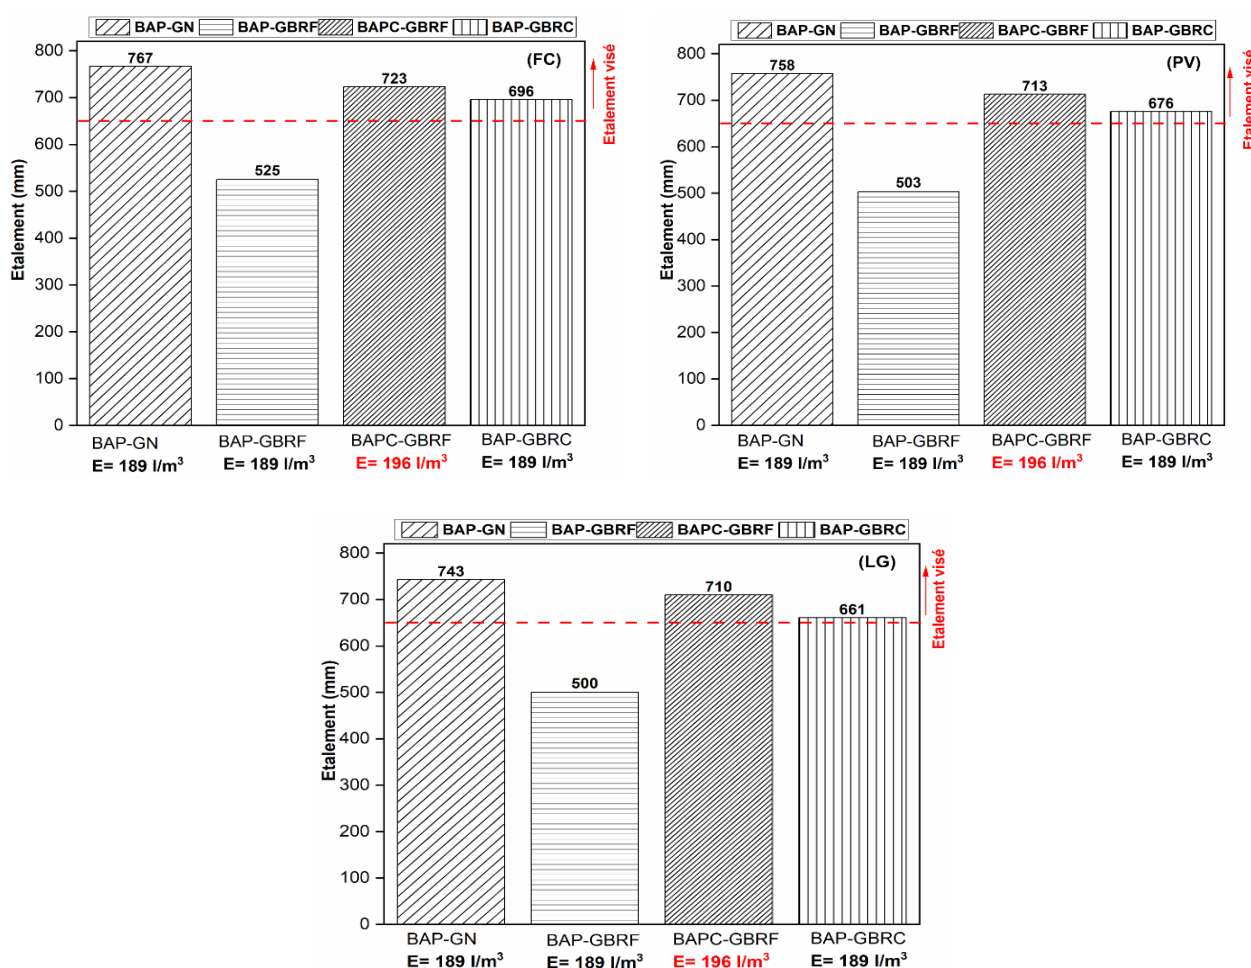 BAP-GN BAP-GBRF BAPC-GBRF BAP-GBRC
(FC)
Etalement visé
Etalement (mm)
800
700
600
500
400
300
200
100
0
767
525
723
696
BAP-GN BAP-GBRF BAPC-GBRF BAP-GBRC
E= 189 l/m³ E= 189 l/m³ E= 196 l/m³ E= 189 l/m³
BAP-GN BAP-GBRF BAPC-GBRF BAP-GBRC
(PV)
Etalement visé
Etalement (mm)
800
700
600
500
400
300
200
100
0
758
503
713
676
BAP-GN BAP-GBRF BAPC-GBRF BAP-GBRC
E= 189 l/m³ E= 189 l/m³ E= 196 l/m³ E= 189 l/m³
BAP-GN BAP-GBRF BAPC-GBRF BAP-GBRC
(LG)
Etalement visé
Etalement (mm)
800
700
600
500
400
300
200
100
0
743
500
710
661
BAP-GN BAP-GBRF BAPC-GBRF BAP-GBRC
E= 189 l/m³ E= 189 l/m³ E= 196 l/m³ E= 189 l/m³